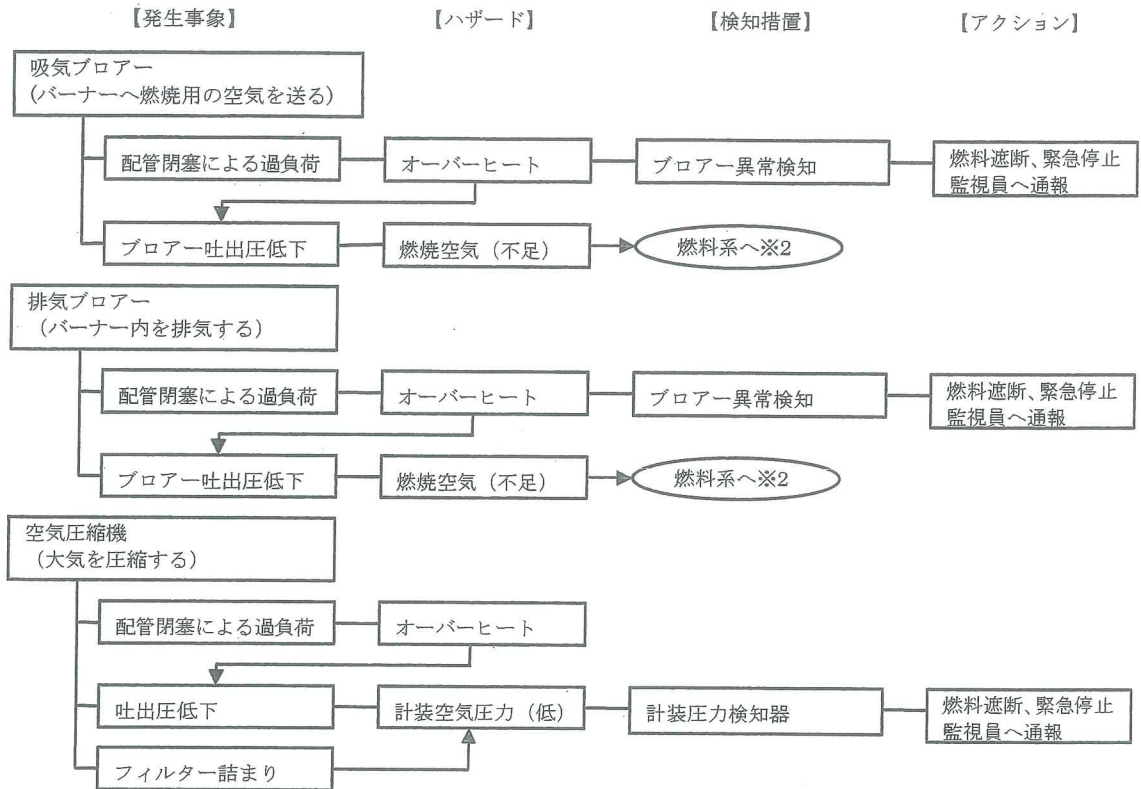 【発生事象】 【ハザード】 【検知措置】 【アクション】
吸気ブロアー
(バーナーへ燃焼用の空気を送る)
配管閉塞による過負荷 オーバーヒート ブロアー異常検知 燃料遮断、緊急停止
監視員へ通報
ブロアー吐出圧低下 燃焼空気（不足） 燃料系へ※2
排気ブロアー
（バーナー内を排気する）
配管閉塞による過負荷 オーバーヒート ブロアー異常検知 燃料遮断、緊急停止
監視員へ通報
ブロアー吐出圧低下 燃焼空気（不足） 燃料系へ※2
空気圧縮機
（大気を圧縮する）
配管閉塞による過負荷 オーバーヒート
吐出圧低下 計装空気圧力（低） 計装圧力検知器 燃料遮断、緊急停止
監視員へ通報
フィルター詰まり